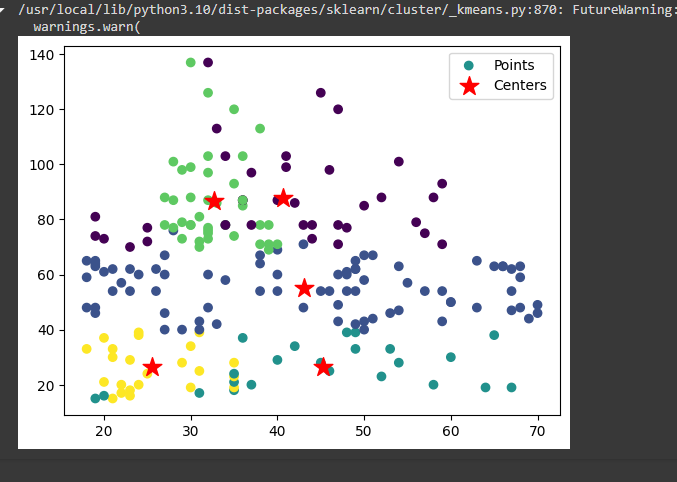 /usr/local/lib/python3.10/dist-packages/sklearn/cluster/_kmeans.py:870: FutureWarning:
warnings.warn(
140
120
100
80
60
40
20
Points
Centers
20 30 40 50 60 70